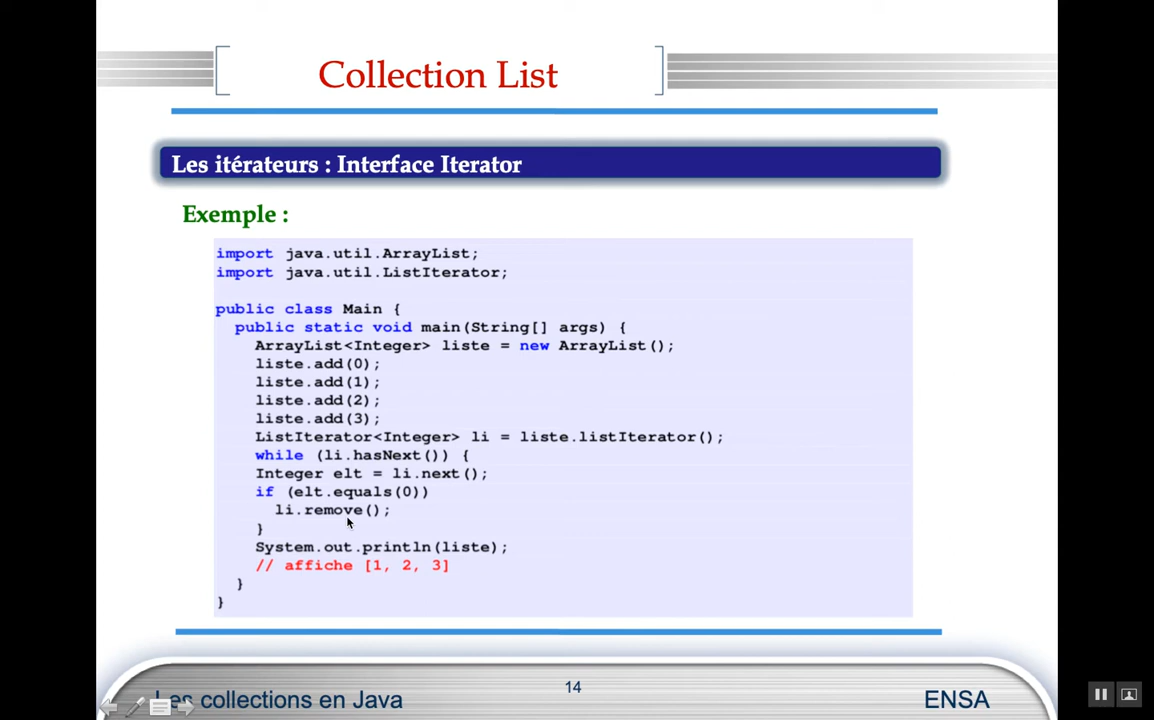 Collection List
Les itérateurs : Interface Iterator
Exemple :
import java.util.ArrayList;
import java.util.ListIterator;
public class Main {
public static void main(String[] args) {
ArrayList<Integer> liste = new ArrayList();
liste.add(0);
liste.add(1);
liste.add(2);
liste.add(3);
ListIterator<Integer> li = liste.listIterator();
while (li.hasNext()) {
Integer elt = li.next();
if (elt.equals(0))
li.remove();
}
System.out.println(liste);
// affiche [1, 2, 3]
}
}
Les collections en Java
14
ENSA